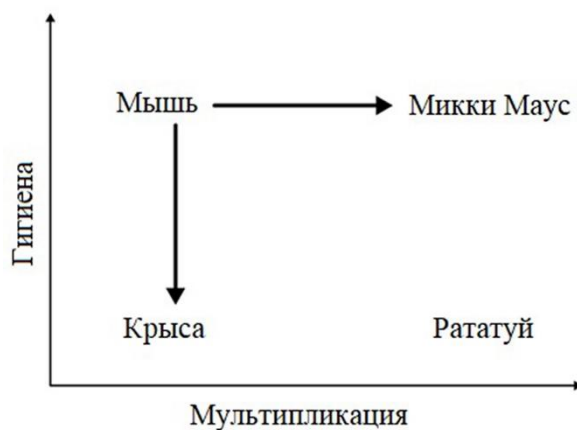 Мышь
Микки Маус
Гигиена
Крыса
Рататуй
Мультипликация